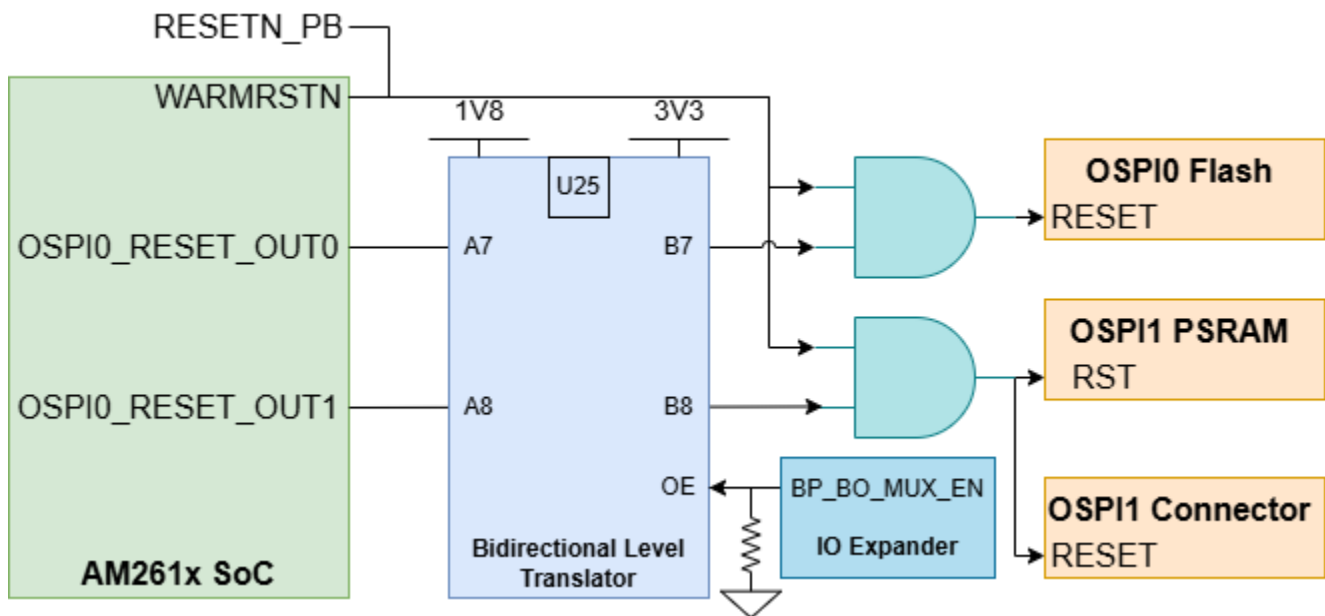 RESETN_PB
WARMRSTN
1V8
3V3
U25
OSPI0 Flash
RESET
OSPI0_RESET_OUT0
A7
B7
OSPI1 PSRAM
RST
OSPI0_RESET_OUT1
A8
B8
OE
BP_BO_MUX_EN
IO Expander
OSPI1 Connector
RESET
Bidirectional Level
Translator
AM261x SoC